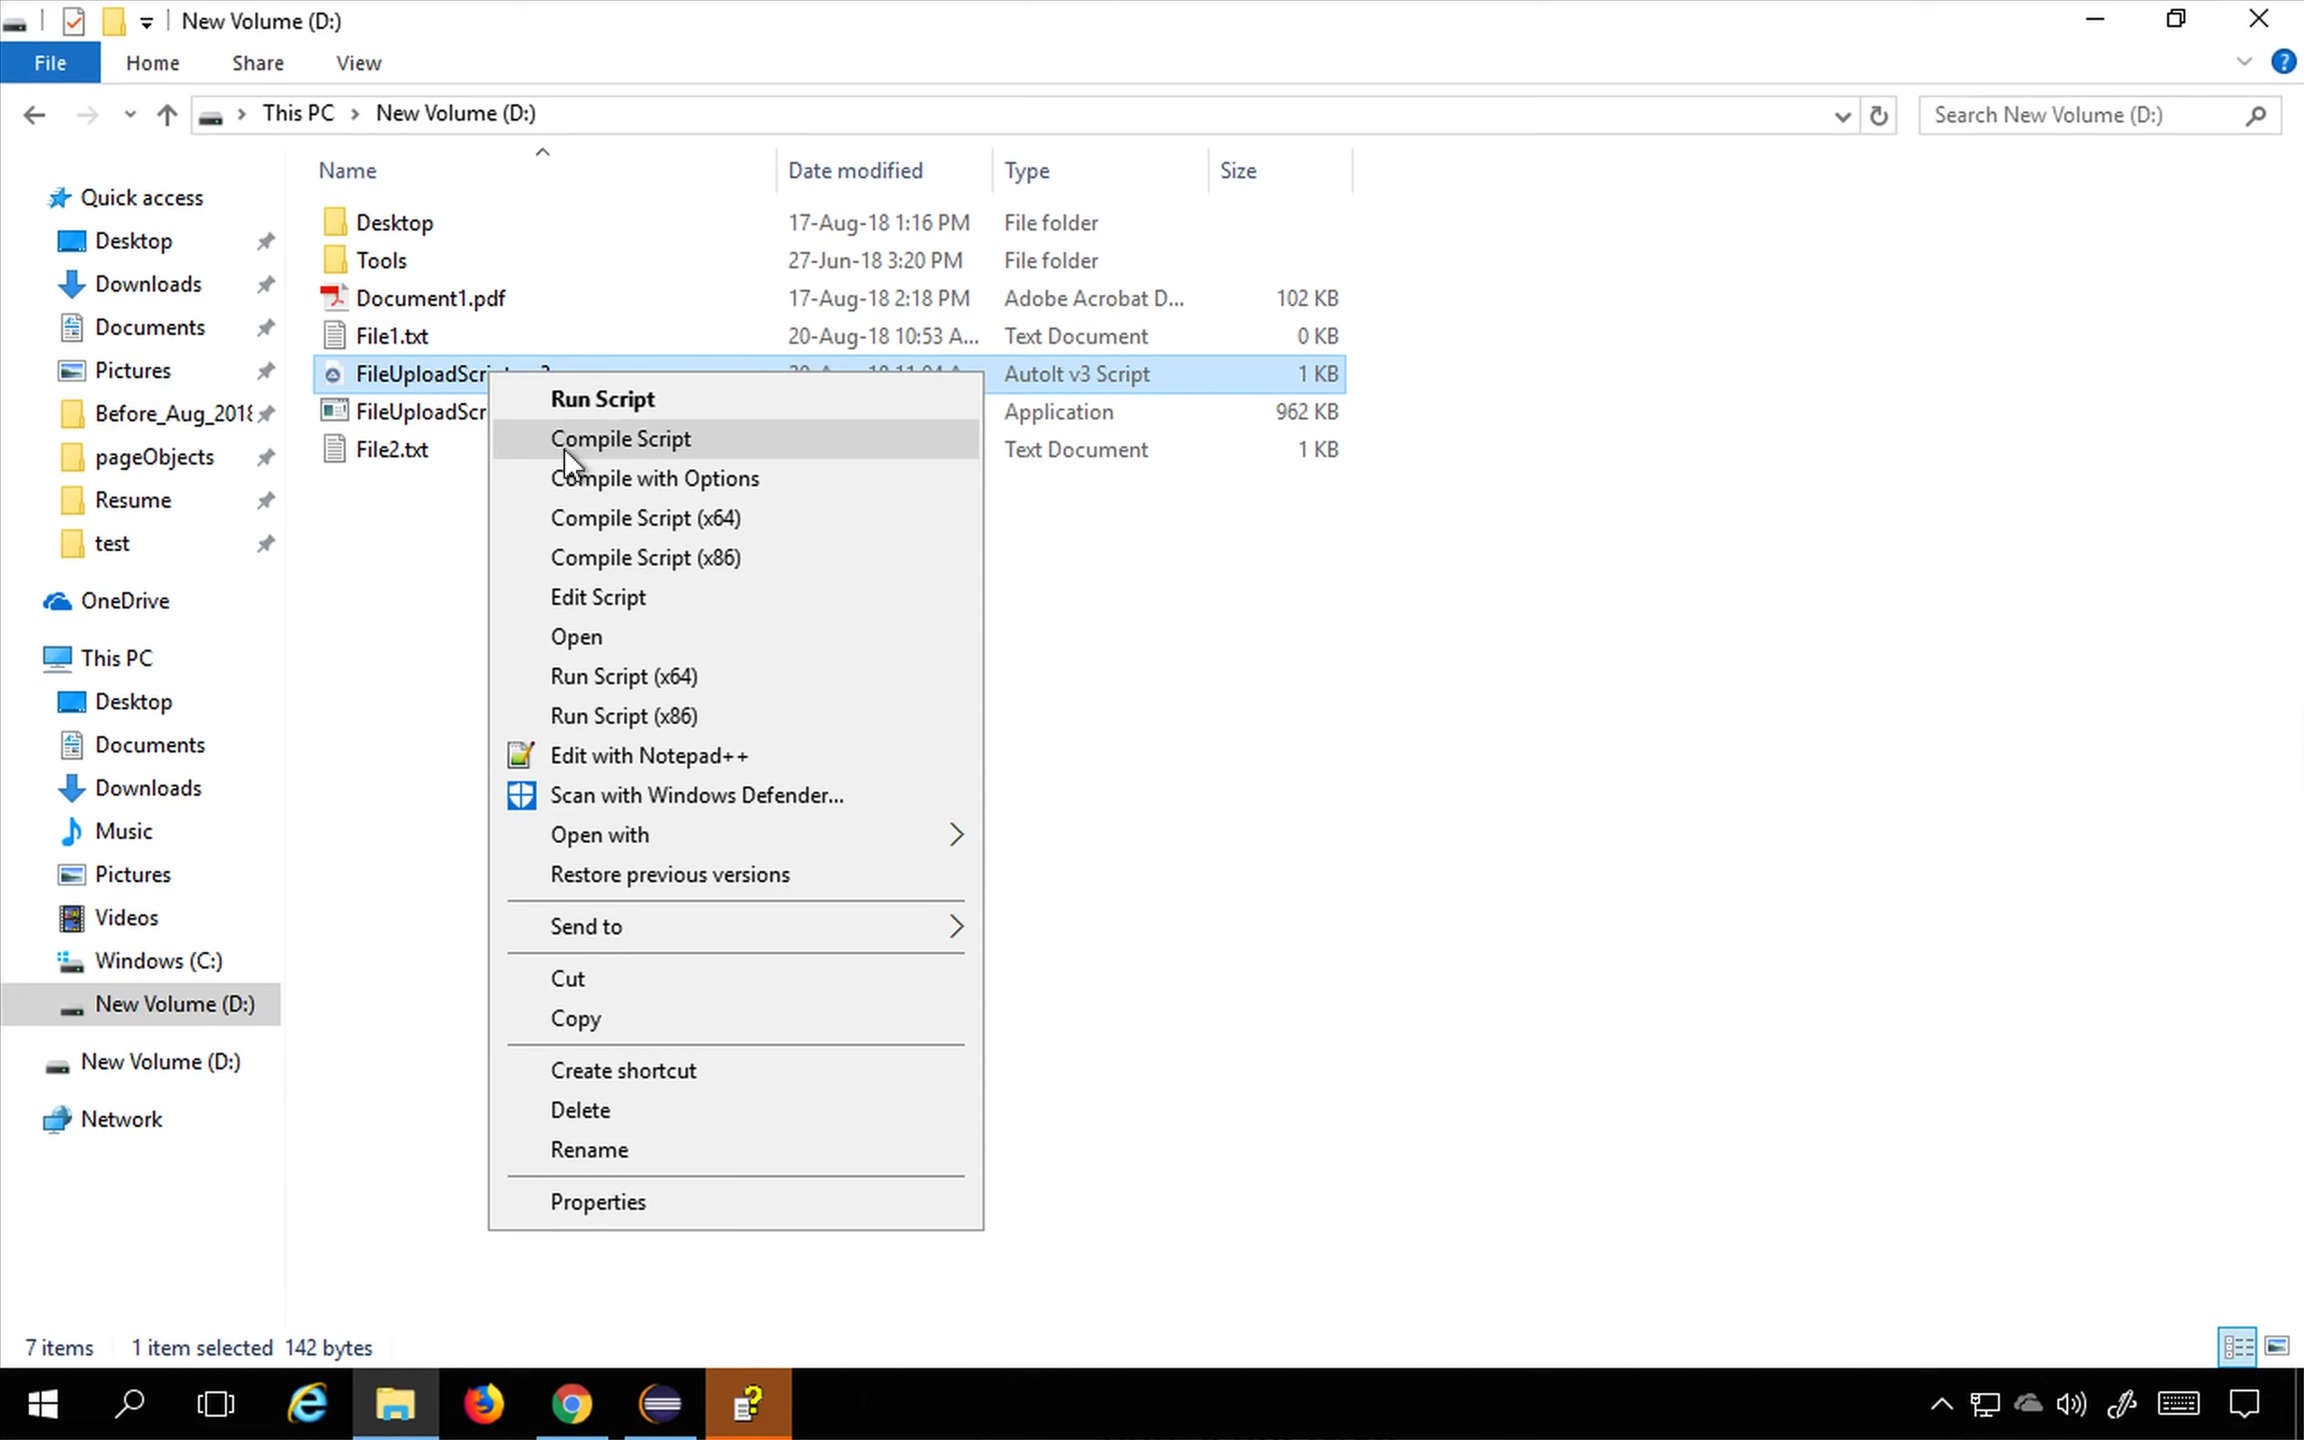 New Volume (D:)
File Home Share View
This PC New Volume (D:) Search New Volume (D:)
Name Date modified Type Size
Quick access
Desktop
Downloads
Documents
Pictures
Before_Aug_2018
pageObjects
Resume
test
OneDrive
This PC
Desktop
Documents
Downloads
Music
Pictures
Videos
Windows (C:)
New Volume (D:)
New Volume (D:)
Network
Desktop 17-Aug-18 1:16 PM File folder
Tools 27-Jun-18 3:20 PM File folder
Document1.pdf 17-Aug-18 2:18 PM Adobe Acrobat D... 102 KB
File1.txt 20-Aug-18 10:53 A... Text Document 0 KB
AutoIt v3 Script 1 KB
Application 962 KB
File2.txt Text Document 1 KB
Run Script
Compile Script
Compile with Options
Compile Script (x64)
Compile Script (x86)
Edit Script
Open
Run Script (x64)
Run Script (x86)
Edit with Notepad++
Scan with Windows Defender...
Open with
Restore previous versions
Send to
Cut
Copy
Create shortcut
Delete
Rename
Properties
7 items 1 item selected 142 bytes